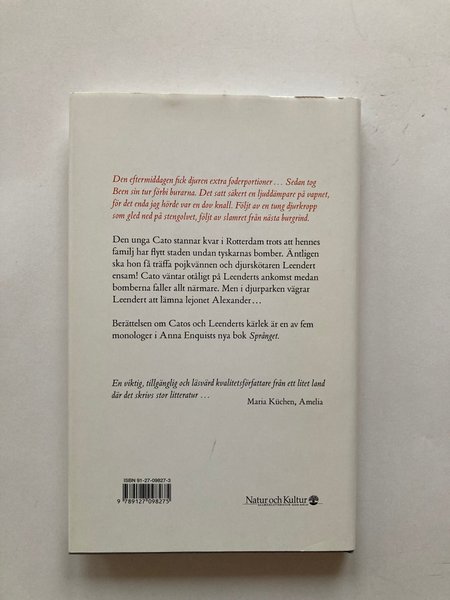 Den eftermiddagen fick djuren extra foderportioner… Sedan tog
Been sin tur förbi burarna. Det satt säkert en ljuddämpare på vapnet,
för det enda jag hörde var en dov knall. Följt av en tung djurkropp
som gled ned på stengolvet, följt av slamret från nästa burgrind.
Den unga Cato stannar kvar i Rotterdam trots att hennes
familj har flytt staden undan tyskarnas bomber. Äntligen
ska hon få träffa pojkvännen och djurskötaren Leendert
ensam! Cato väntar otåligt på Leenderts ankomst medan
bomberna faller allt närmare. Men i djurparken vägrar
Leendert att lämna lejonet Alexander…
Berättelsen om Catos och Leenderts kärlek är en av fem
monologer i Anna Enquists nya bok Språnget.
En viktig, tillgänglig och läsvärd kvalitetsförfattare från ett litet land
där det skrivs stor litteratur …
Maria Küchen, Amelia
ISBN 91-27-09827-3
9 789127 098275
Natur och Kultur